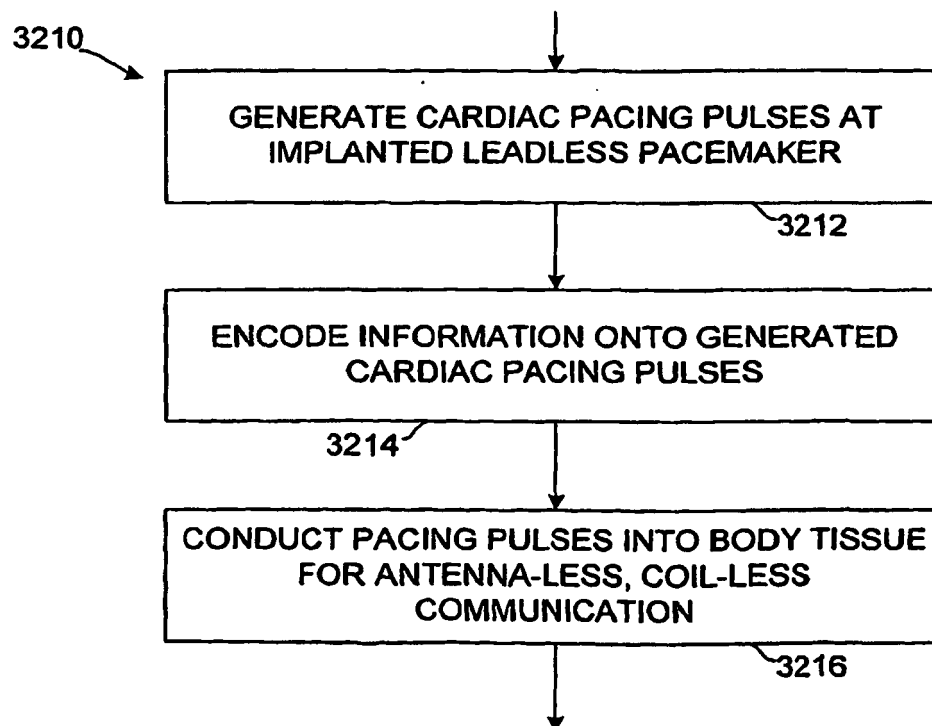 3210
GENERATE CARDIAC PACING PULSES AT
IMPLANTED LEADLESS PACEMAKER
3212
ENCODE INFORMATION ONTO GENERATED
CARDIAC PACING PULSES
3214
CONDUCT PACING PULSES INTO BODY TISSUE
FOR ANTENNA-LESS, COIL-LESS
COMMUNICATION
3216